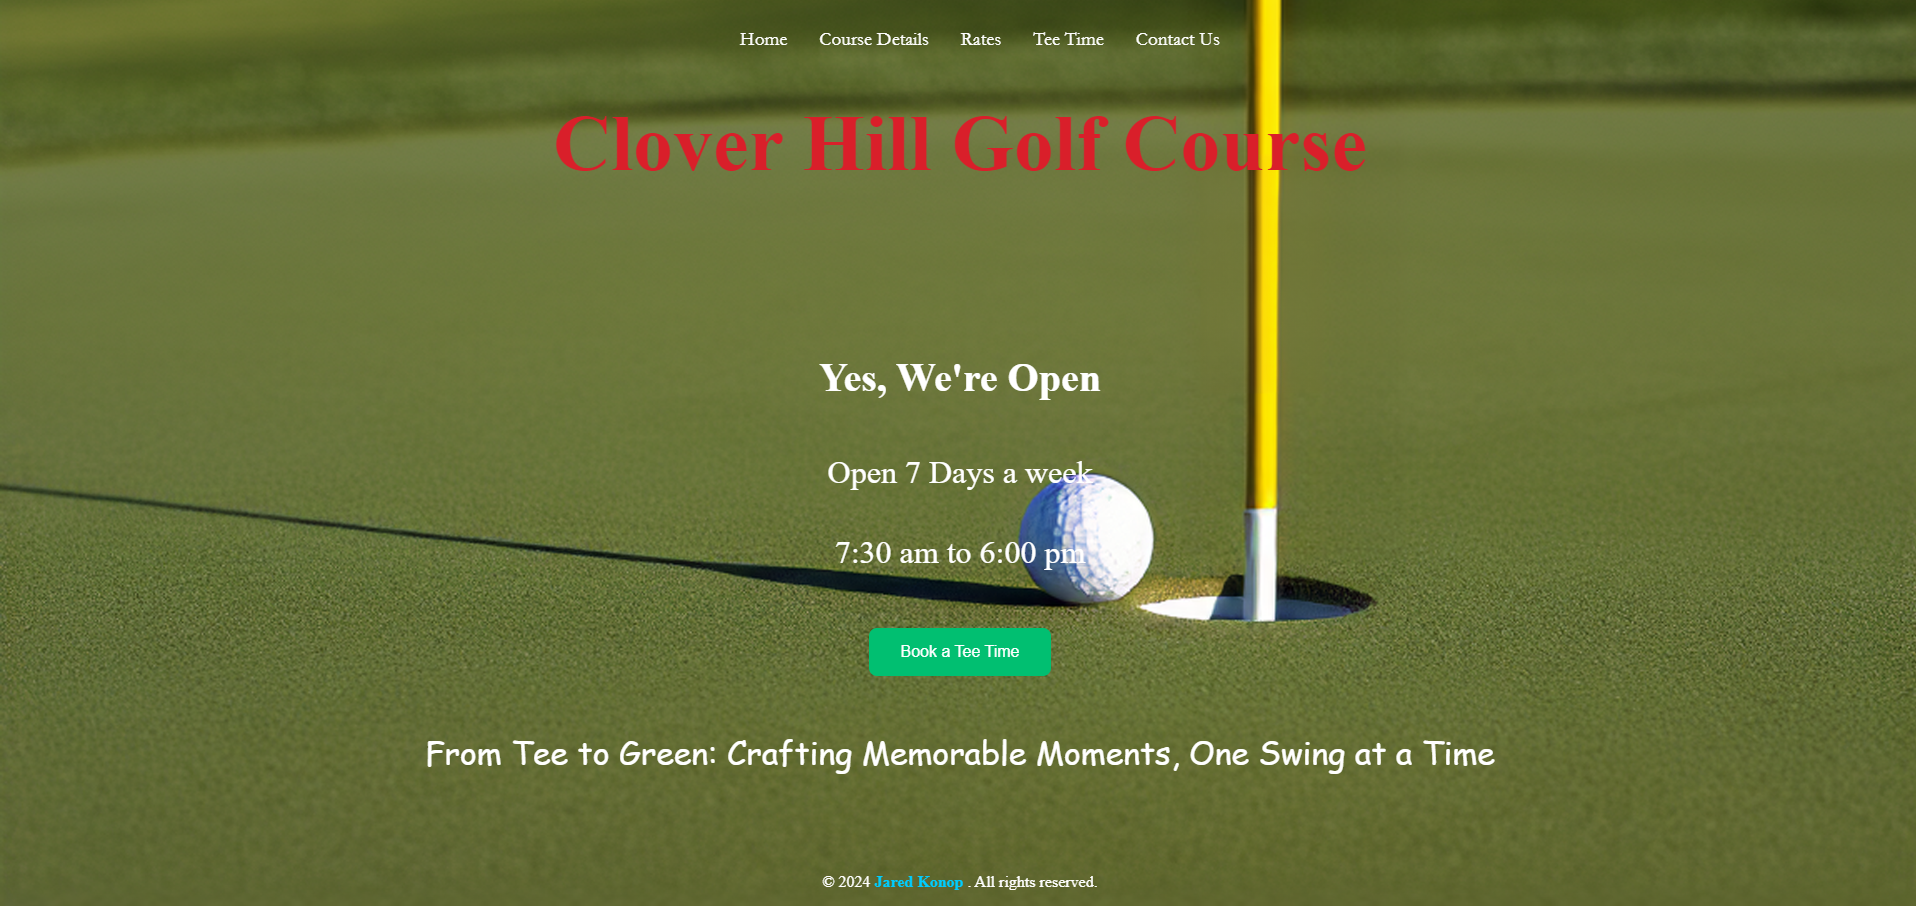 Home Course Details Rates Tee Time Contact Us
Clover Hill Golf Course
Yes, We're Open
Open 7 Days a week
7:30 am to 6:00 pm
Book a Tee Time
From Tee to Green: Crafting Memorable Moments, One Swing at a Time
© 2024 Jared Konop . All rights reserved.